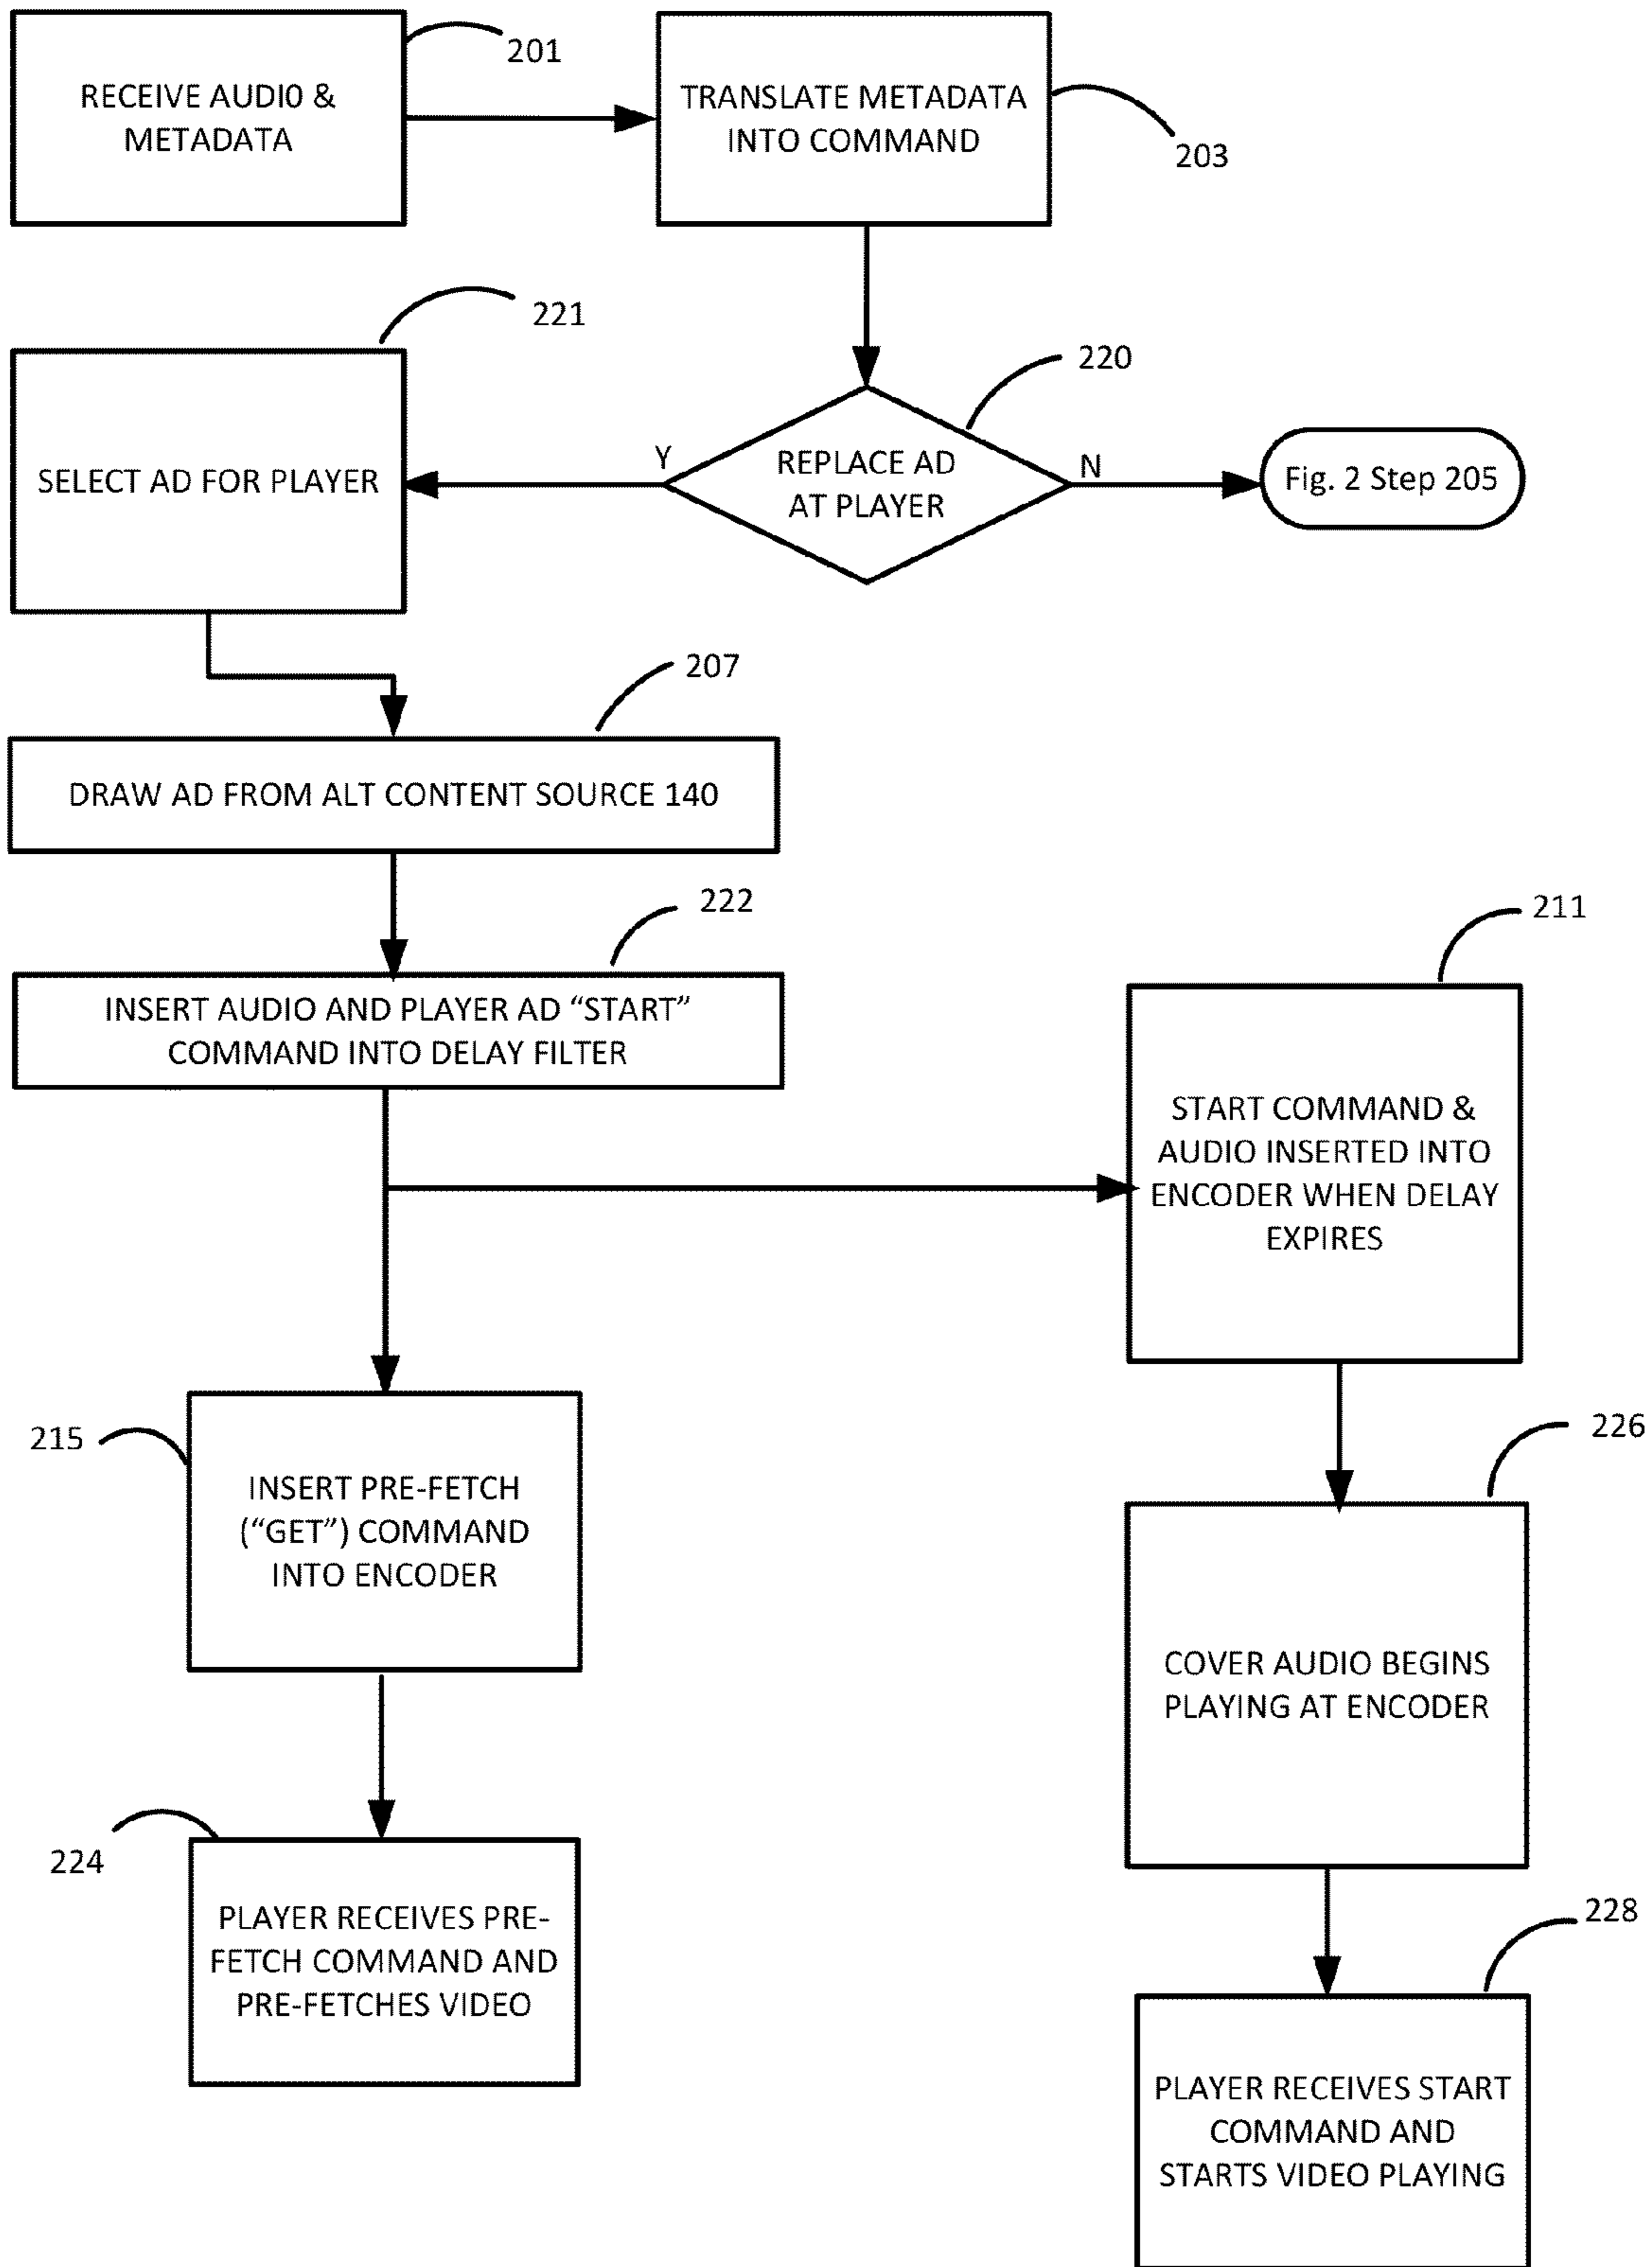 RECEIVE AUDI0 &
METADATA
201
TRANSLATE METADATA
INTO COMMAND
203
221
SELECT AD FOR PLAYER
220
Y
REPLACE AD
AT PLAYER
N
Fig. 2 Step 205
207
DRAW AD FROM ALT CONTENT SOURCE 140
222
INSERT AUDIO AND PLAYER AD “START”
COMMAND INTO DELAY FILTER
211
START COMMAND &
AUDIO INSERTED INTO
ENCODER WHEN DELAY
EXPIRES
215
INSERT PRE-FETCH
(“GET”) COMMAND
INTO ENCODER
226
COVER AUDIO BEGINS
PLAYING AT ENCODER
224
PLAYER RECEIVES PRE-
FETCH COMMAND AND
PRE-FETCHES VIDEO
228
PLAYER RECEIVES START
COMMAND AND
STARTS VIDEO PLAYING